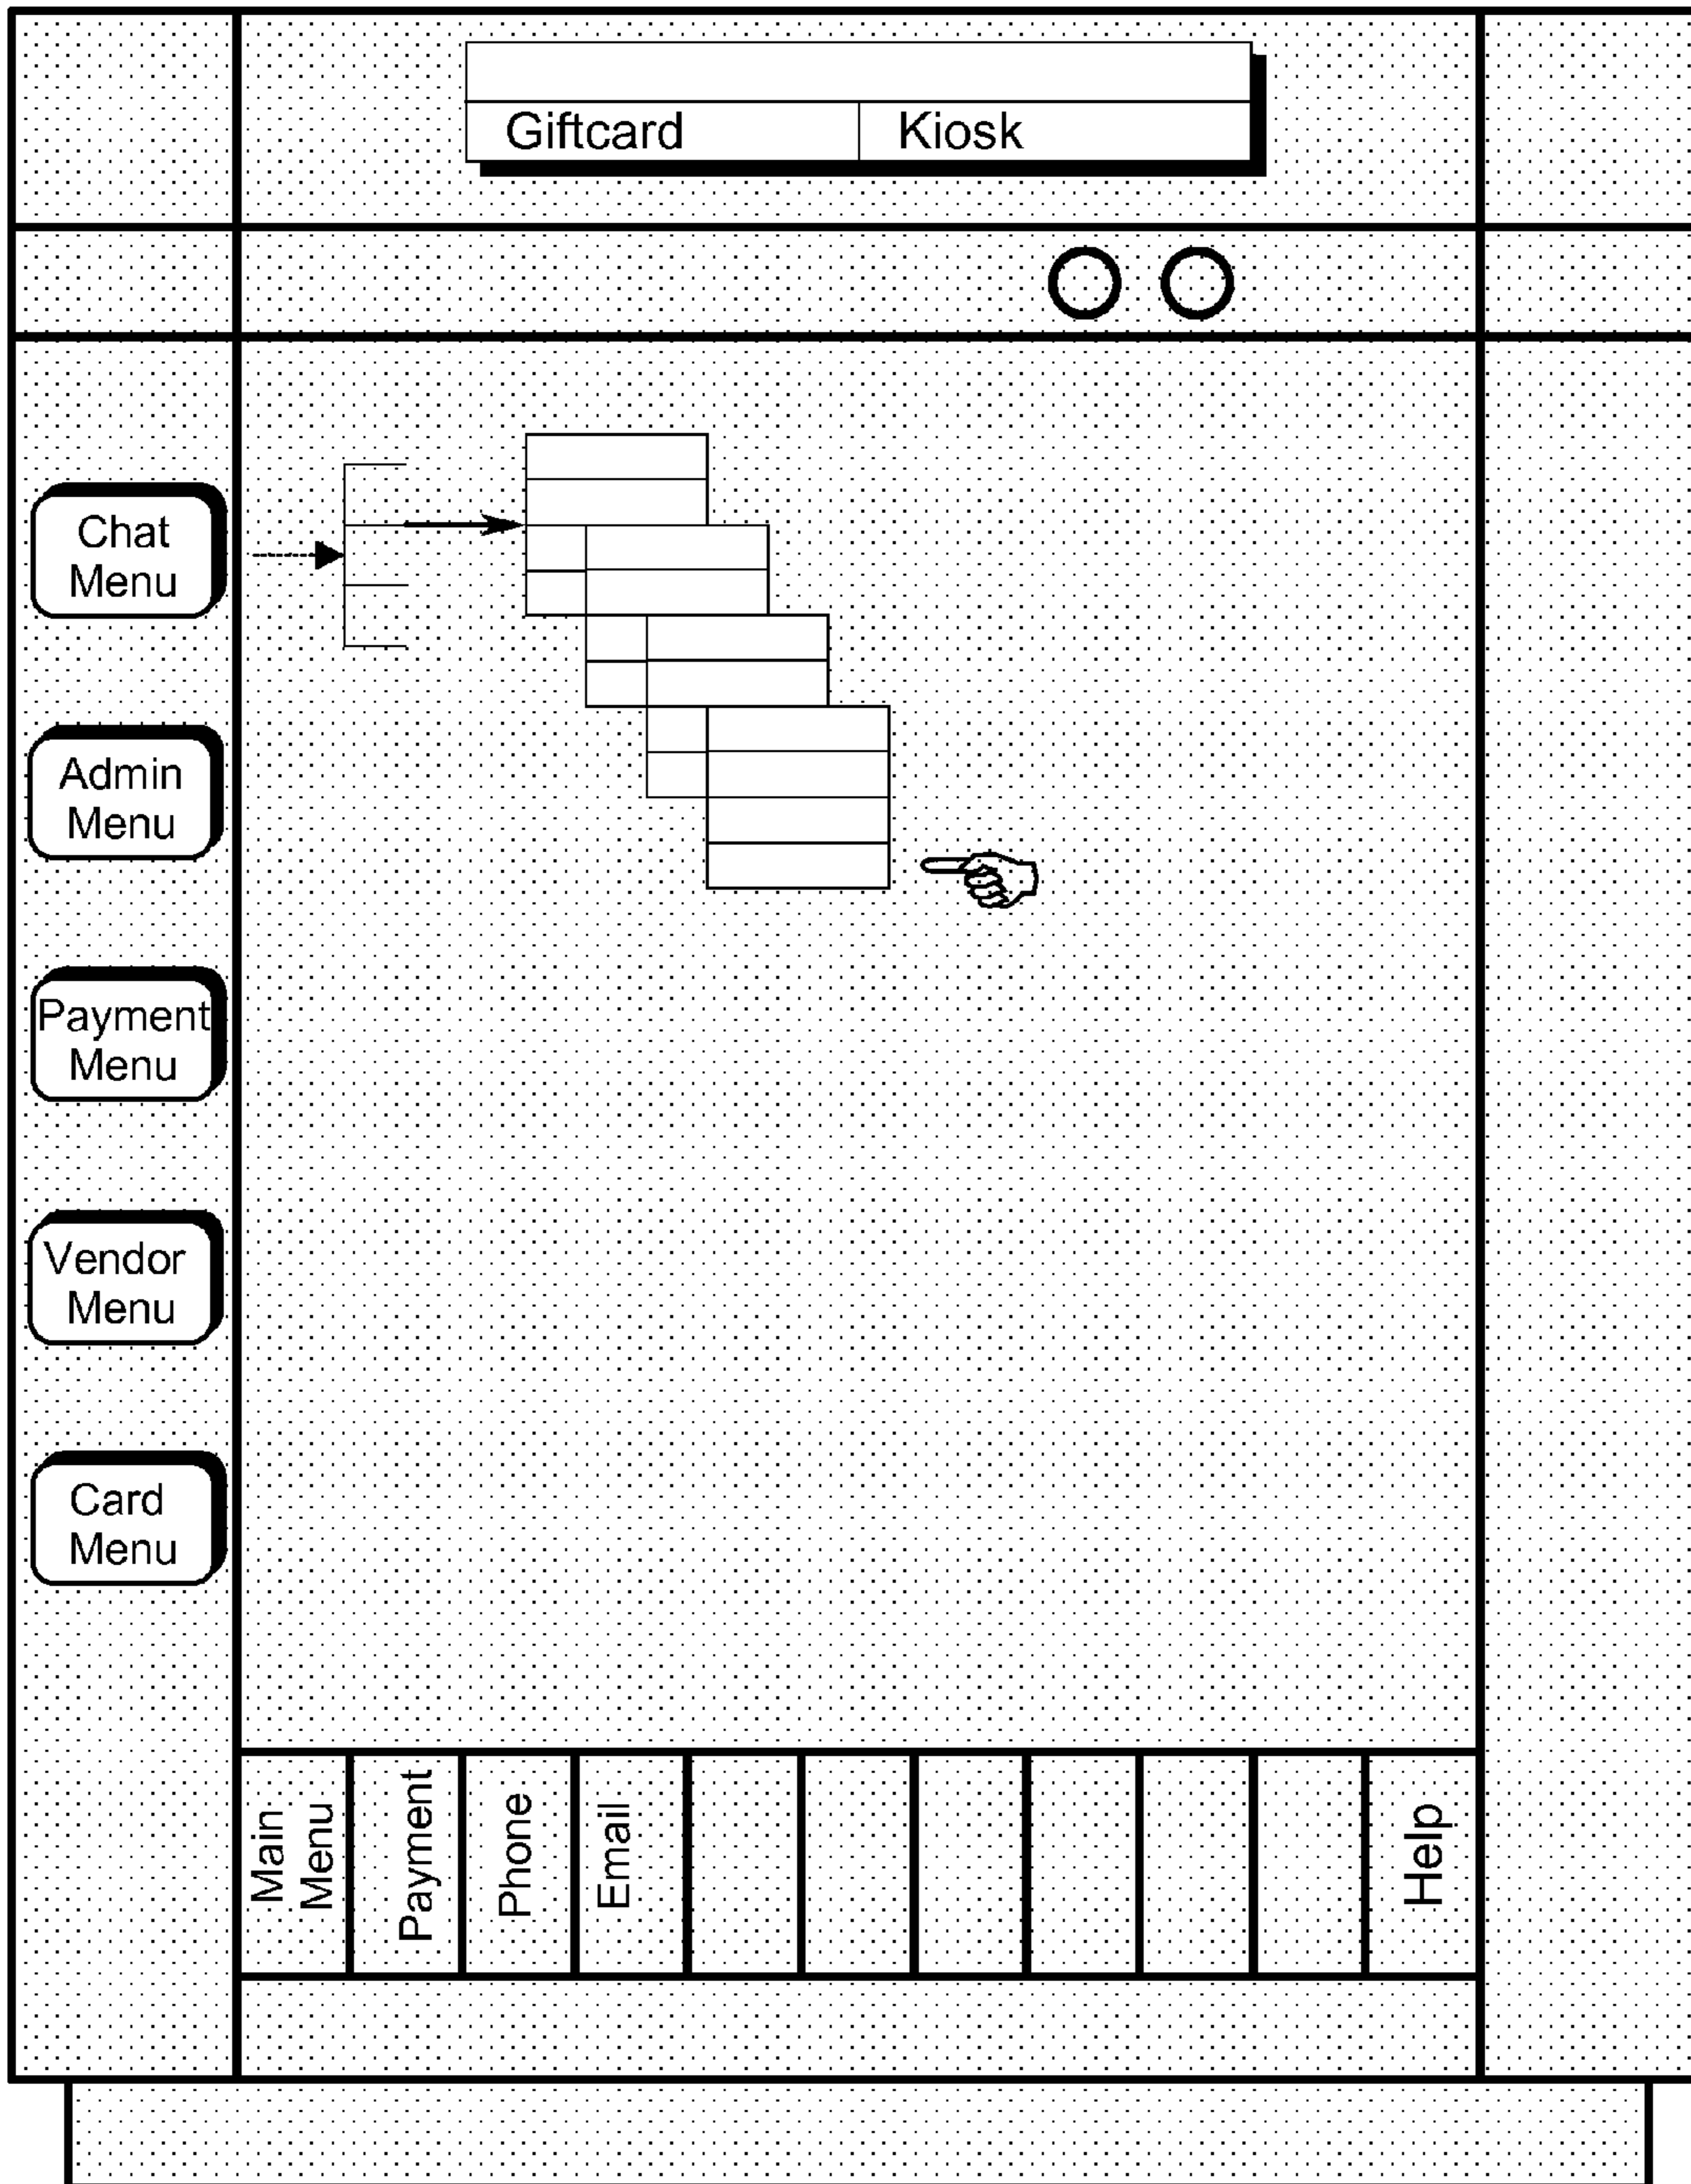 Giftcard Kiosk
Chat
Menu
Admin
Menu
Payment
Menu
Vendor
Menu
Card
Menu
Main
Menu
Payment
Phone
Email
Help